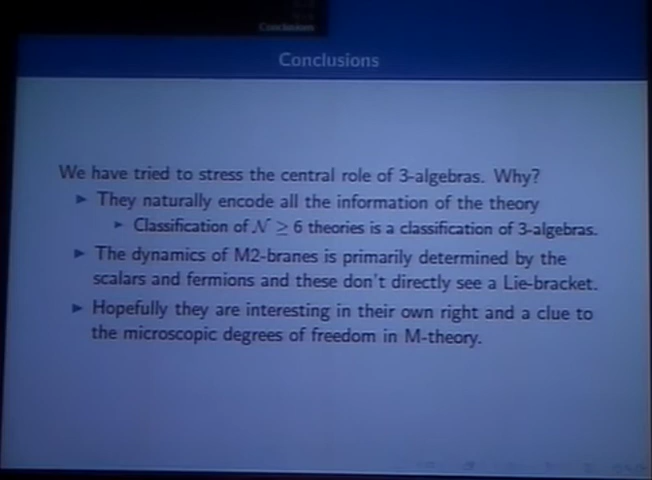 Conclusions
Conclusions
We have tried to stress the central role of 3-algebras. Why?
► They naturally encode all the information of the theory
► Classification of 𝒩 ≥ 6 theories is a classification of 3-algebras.
► The dynamics of M2-branes is primarily determined by the
scalars and fermions and these don't directly see a Lie-bracket.
► Hopefully they are interesting in their own right and a clue to
the microscopic degrees of freedom in M-theory.